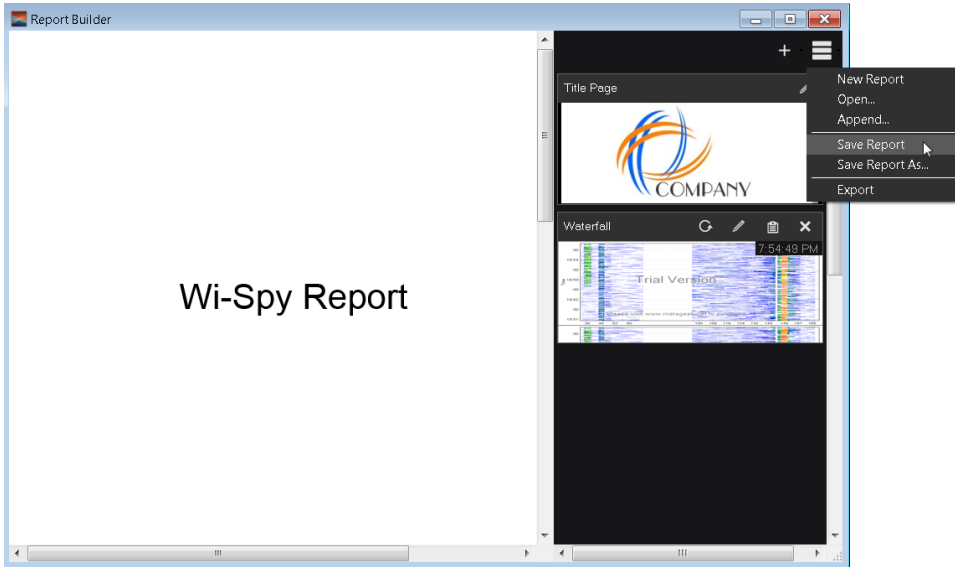 Report Builder
New Report
Open...
Append...
Save Report
Save Report As...
Export
Title Page
COMPANY
Waterfall
7:54:49 PM
Trial Version
Wi-Spy Report